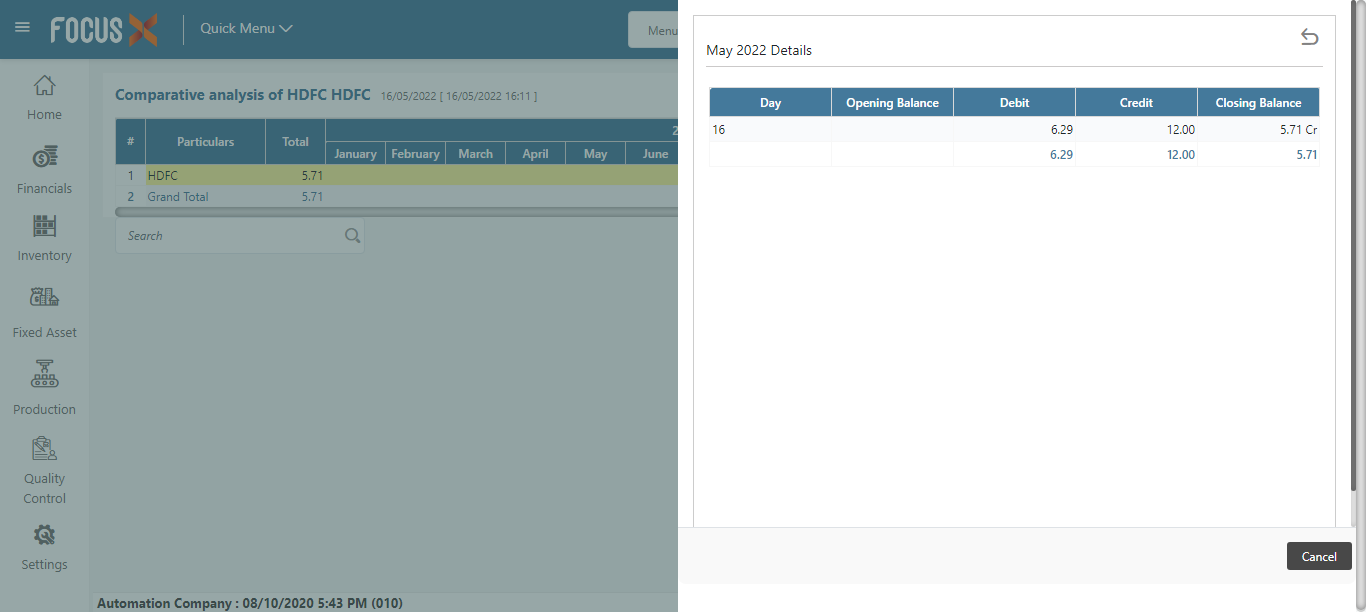 FOCUS X
Quick Menu
Menu
Home
Financials
Inventory
Fixed Asset
Production
Quality
Control
Settings
Comparative analysis of HDFC HDFC 16/05/2022 [ 16/05/2022 16:11 ]
# Particulars Total 2
January February March April May June
1 HDFC 5.71
2 Grand Total 5.71
Search
Automation Company : 08/10/2020 5:43 PM (010)
May 2022 Details
Day Opening Balance Debit Credit Closing Balance
16 6.29 12.00 5.71 Cr
6.29 12.00 5.71
Cancel